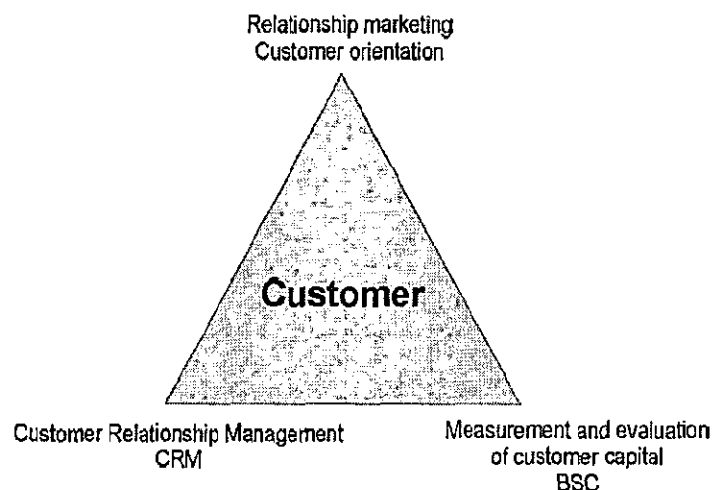 Relationship marketing
Customer orientation
Customer
Customer Relationship Management
CRM
Measurement and evaluation
of customer capital
BSC